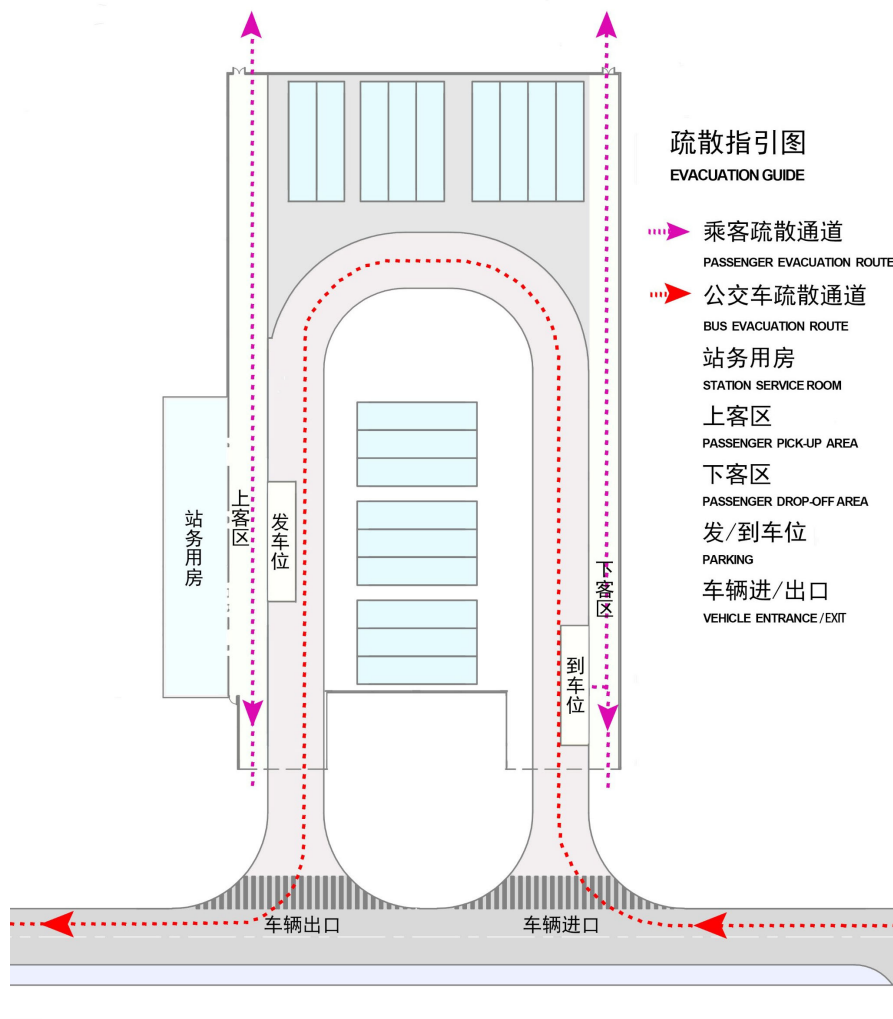 疏散指引图
EVACUATION GUIDE
乘客疏散通道
PASSENGER EVACUATION ROUTE
公交车疏散通道
BUS EVACUATION ROUTE
站务用房
STATION SERVICE ROOM
上客区
PASSENGER PICK-UP AREA
下客区
PASSENGER DROP-OFF AREA
发/到车位
PARKING
车辆进/出口
VEHICLE ENTRANCE/EXIT
站务用房
上客区
发车位
下客区
到车位
车辆出口
车辆进口